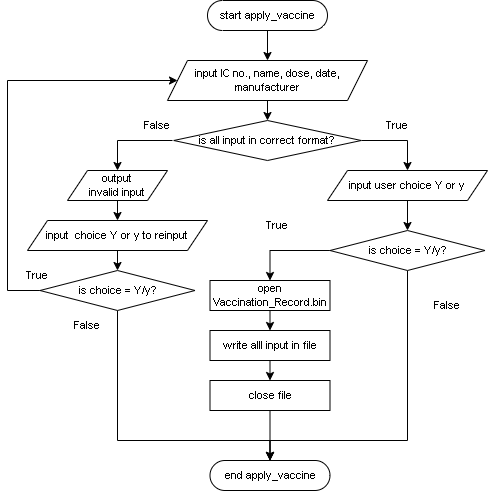 start apply_vaccine
input IC no., name, dose, date,
manufacturer
False
is all input in correct format?
True
output
invalid input
input user choice Y or y
input choice Y or y to reinput
True
is choice = Y/y?
True
is choice = Y/y?
open
Vaccination_Record.bin
False
False
write alll input in file
close file
end apply_vaccine